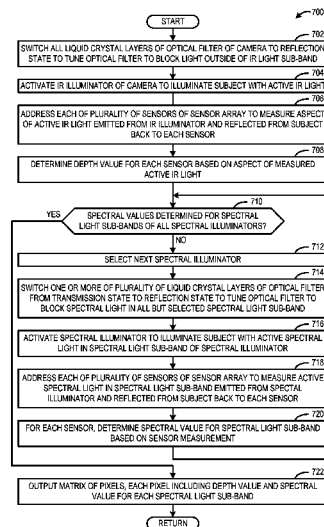 700
START
702
SWITCH ALL LIQUID CRYSTAL LAYERS OF OPTICAL FILTER OF CAMERA TO REFLECTION
STATE TO TUNE OPTICAL FILTER TO BLOCK LIGHT OUTSIDE OF IR LIGHT SUB-BAND
704
ACTIVATE IR ILLUMINATOR OF CAMERA TO ILLUMINATE SUBJECT WITH ACTIVE IR LIGHT
706
ADDRESS EACH OF PLURALITY OF SENSORS OF SENSOR ARRAY TO MEASURE ASPECT
OF ACTIVE IR LIGHT EMITTED FROM IR ILLUMINATOR AND REFLECTED FROM SUBJECT
BACK TO EACH SENSOR
708
DETERMINE DEPTH VALUE FOR EACH SENSOR BASED ON ASPECT OF MEASURED
ACTIVE IR LIGHT
710
YES
SPECTRAL VALUES DETERMINED FOR SPECTRAL
LIGHT SUB-BANDS OF ALL SPECTRAL ILLUMINATORS?
NO
712
SELECT NEXT SPECTRAL ILLUMINATOR
714
SWITCH ONE OR MORE OF PLURALITY OF LIQUID CRYSTAL LAYERS OF OPTICAL FILTER
FROM TRANSMISSION STATE TO REFLECTION STATE TO TUNE OPTICAL FILTER TO
BLOCK SPECTRAL LIGHT IN ALL BUT SELECTED SPECTRAL LIGHT SUB-BAND
716
ACTIVATE SPECTRAL ILLUMINATOR TO ILLUMINATE SUBJECT WITH ACTIVE SPECTRAL
LIGHT IN SPECTRAL LIGHT SUB-BAND OF SPECTRAL ILLUMINATOR
718
ADDRESS EACH OF PLURALITY OF SENSORS OF SENSOR ARRAY TO MEASURE ACTIVE
SPECTRAL LIGHT IN SPECTRAL LIGHT SUB-BAND EMITTED FROM SPECTAL
ILLUMINATOR AND REFLECTED FROM SUBJECT BACK TO EACH SENSOR
720
FOR EACH SENSOR, DETERMINE SPECTRAL VALUE FOR SPECTRAL LIGHT SUB-BAND
BASED ON SENSOR MEASUREMENT
722
OUTPUT MATRIX OF PIXELS, EACH PIXEL INCLUDING DEPTH VALUE AND SPECTRAL
VALUE FOR EACH SPECTRAL LIGHT SUB-BAND
RETURN